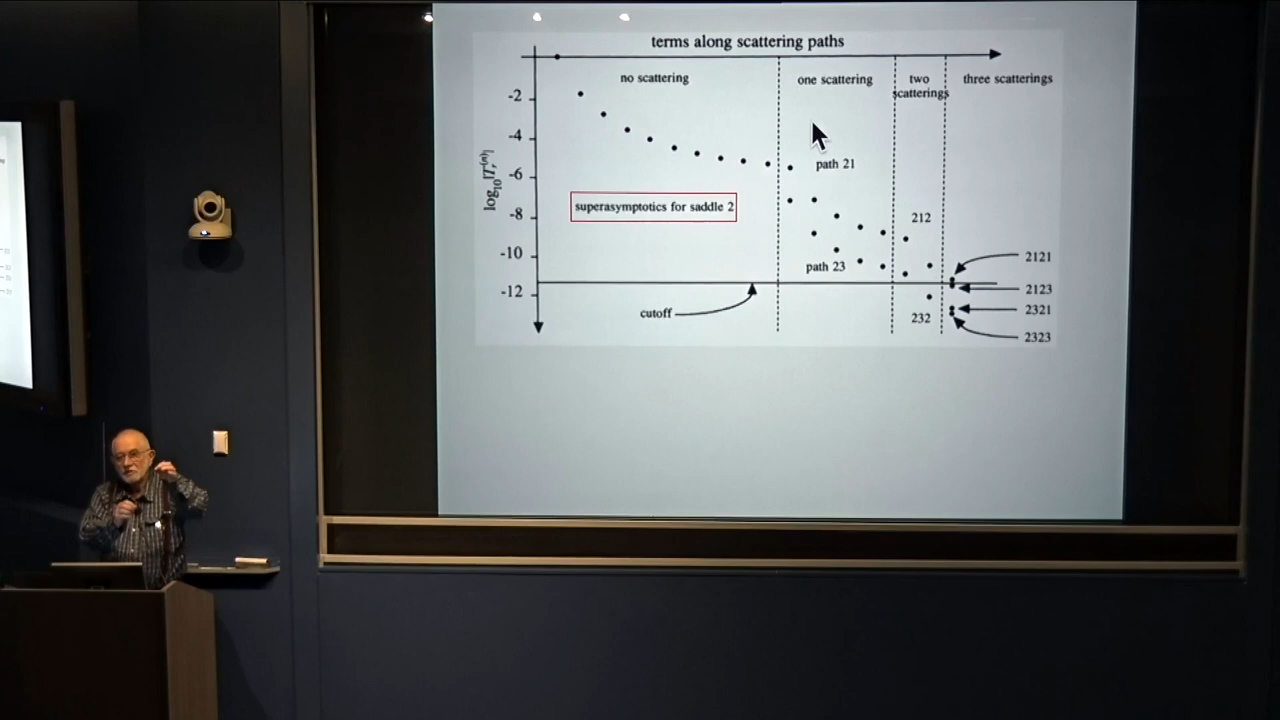 terms along scattering paths
no scattering
one scattering
two
scatterings
three scatterings
-2
-4
-6
-8
-10
-12
log₁₀|Tᵣ⁽ⁿ⁾|
path 21
superasymptotics for saddle 2
212
path 23
2121
2123
cutoff
232
2321
2323